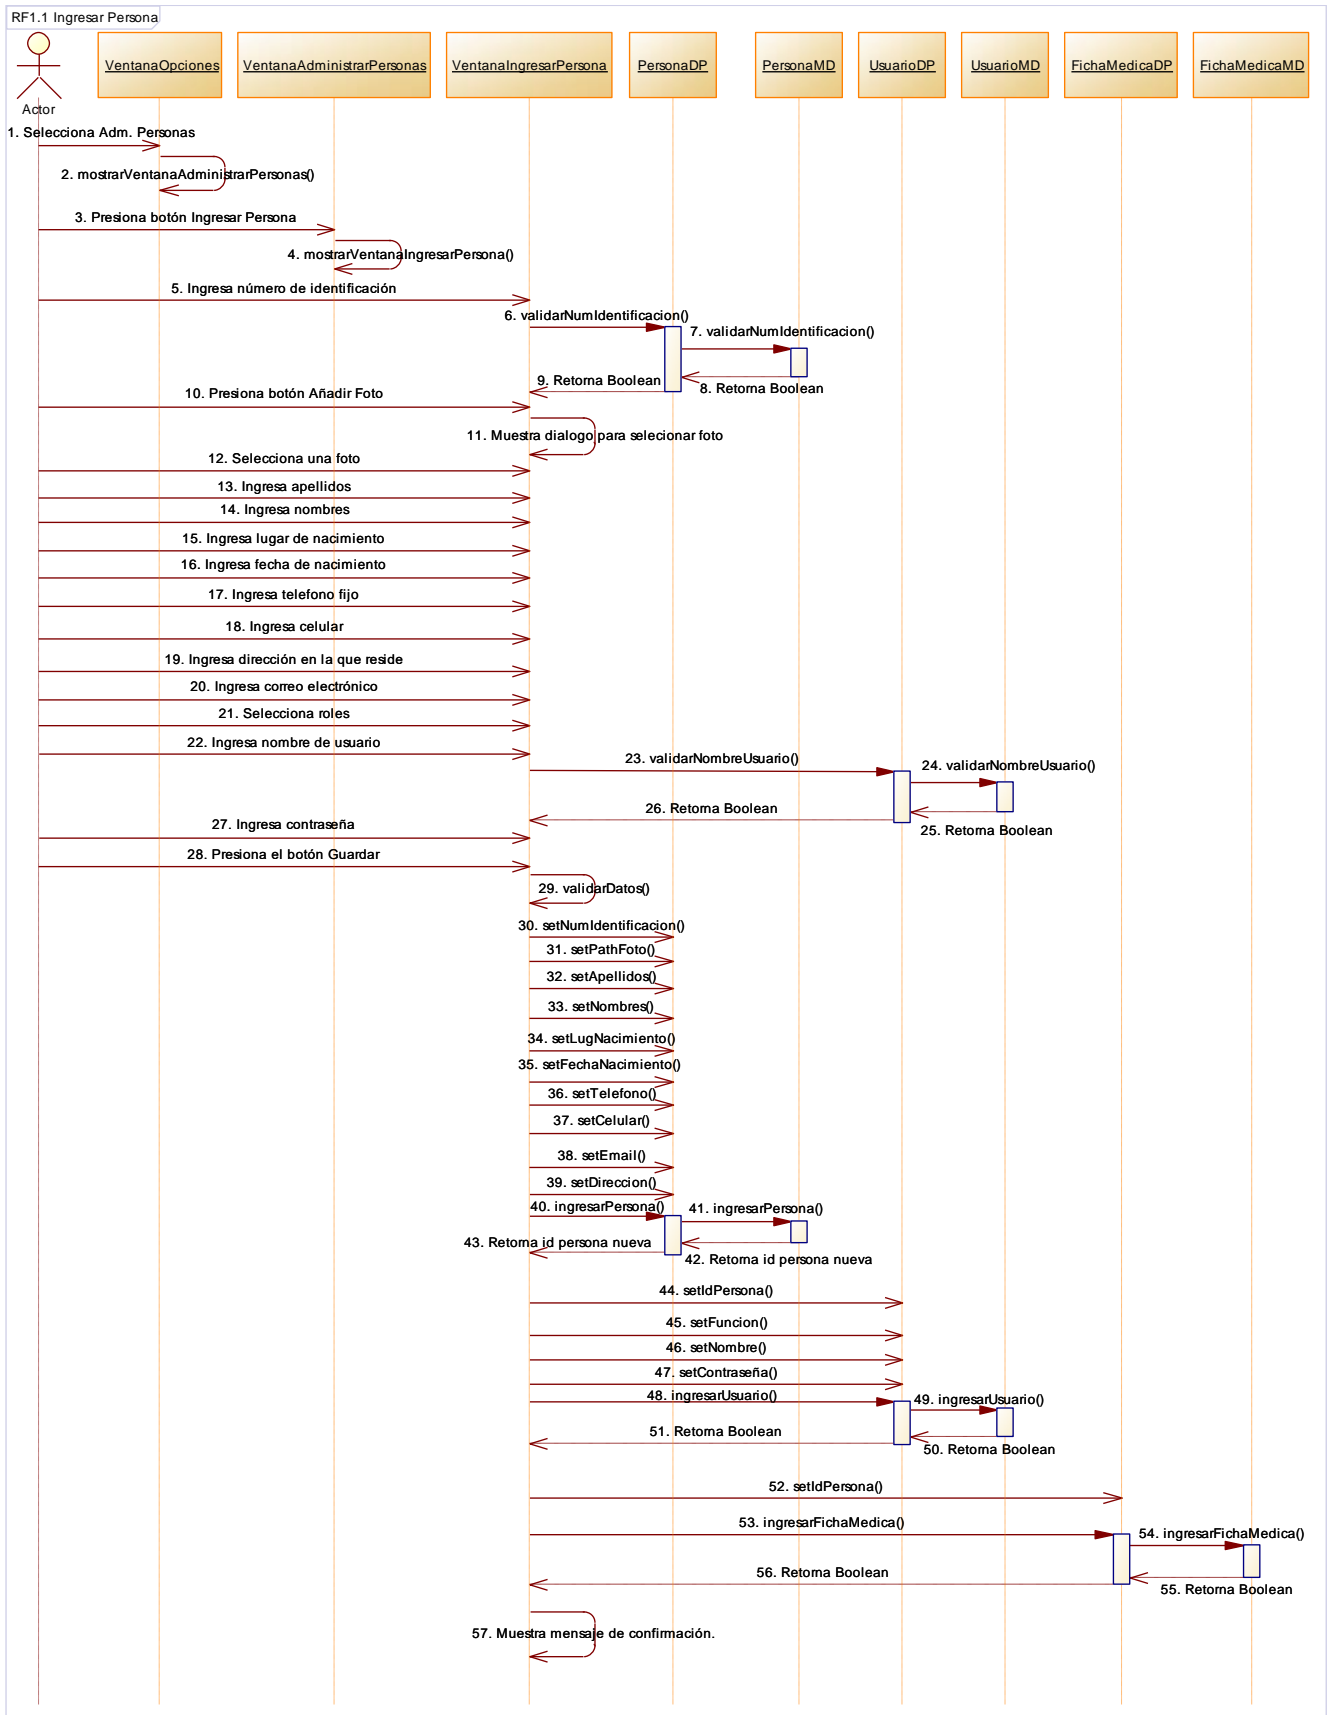 RF1.1 Ingresar Persona
VentanaOpciones
VentanaAdministrarPersonas
VentanaIngresarPersona
PersonaDP
PersonaMD
UsuarioDP
UsuarioMD
FichaMedicaDP
FichaMedicaMD
Actor
1. Selecciona Adm. Personas
2. mostrarVentanaAdministrarPersonas()
3. Presiona botón Ingresar Persona
4. mostrarVentanaIngresarPersona()
5. Ingresa número de identificación
6. validarNumIdentificacion()
7. validarNumIdentificacion()
8. Retorna Boolean
9. Retorna Boolean
10. Presiona botón Añadir Foto
11. Muestra dialogo para selecionar foto
12. Selecciona una foto
13. Ingresa apellidos
14. Ingresa nombres
15. Ingresa lugar de nacimiento
16. Ingresa fecha de nacimiento
17. Ingresa telefono fijo
18. Ingresa celular
19. Ingresa dirección en la que reside
20. Ingresa correo electrónico
21. Selecciona roles
22. Ingresa nombre de usuario
23. validarNombreUsuario()
24. validarNombreUsuario()
25. Retorna Boolean
26. Retorna Boolean
27. Ingresa contraseña
28. Presiona el botón Guardar
29. validarDatos()
30. setNumIdentificacion()
31. setPathFoto()
32. setApellidos()
33. setNombres()
34. setLugNacimiento()
35. setFechaNacimiento()
36. setTelefono()
37. setCelular()
38. setEmail()
39. setDireccion()
40. ingresarPersona()
41. ingresarPersona()
42. Retorna id persona nueva
43. Retorna id persona nueva
44. setIdPersona()
45. setFuncion()
46. setNombre()
47. setContraseña()
48. ingresarUsuario()
49. ingresarUsuario()
50. Retorna Boolean
51. Retorna Boolean
52. setIdPersona()
53. ingresarFichaMedica()
54. ingresarFichaMedica()
55. Retorna Boolean
56. Retorna Boolean
57. Muestra mensaje de confirmación.